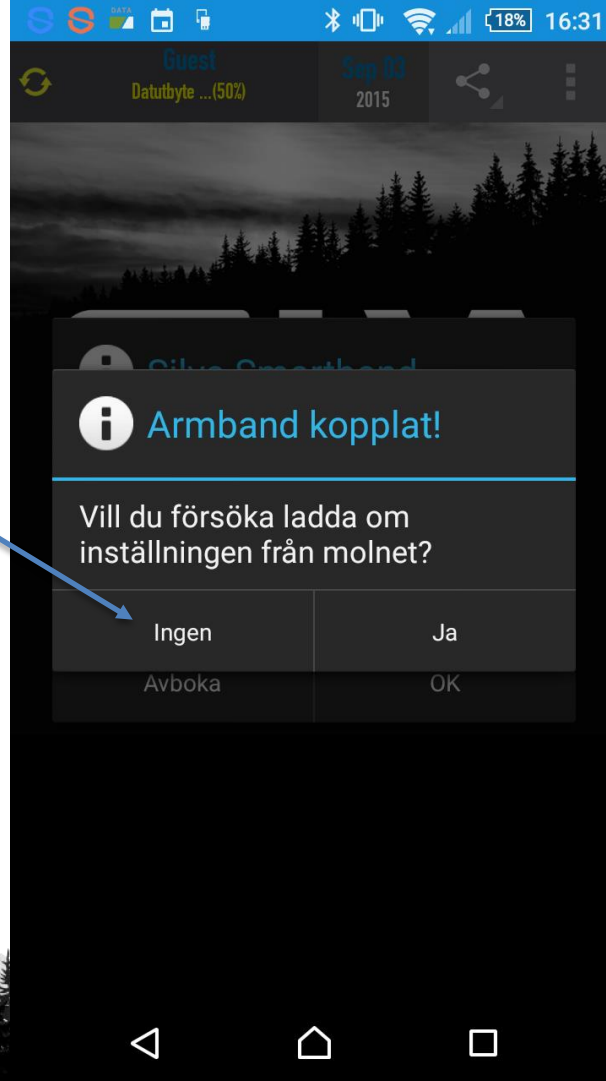 DATA
18% 16:31
Guest
Datutbyte ...(50%)
Sep 03
2015
Armband kopplat!
Vill du försöka ladda om
inställningen från molnet?
Ingen Ja
Avboka OK